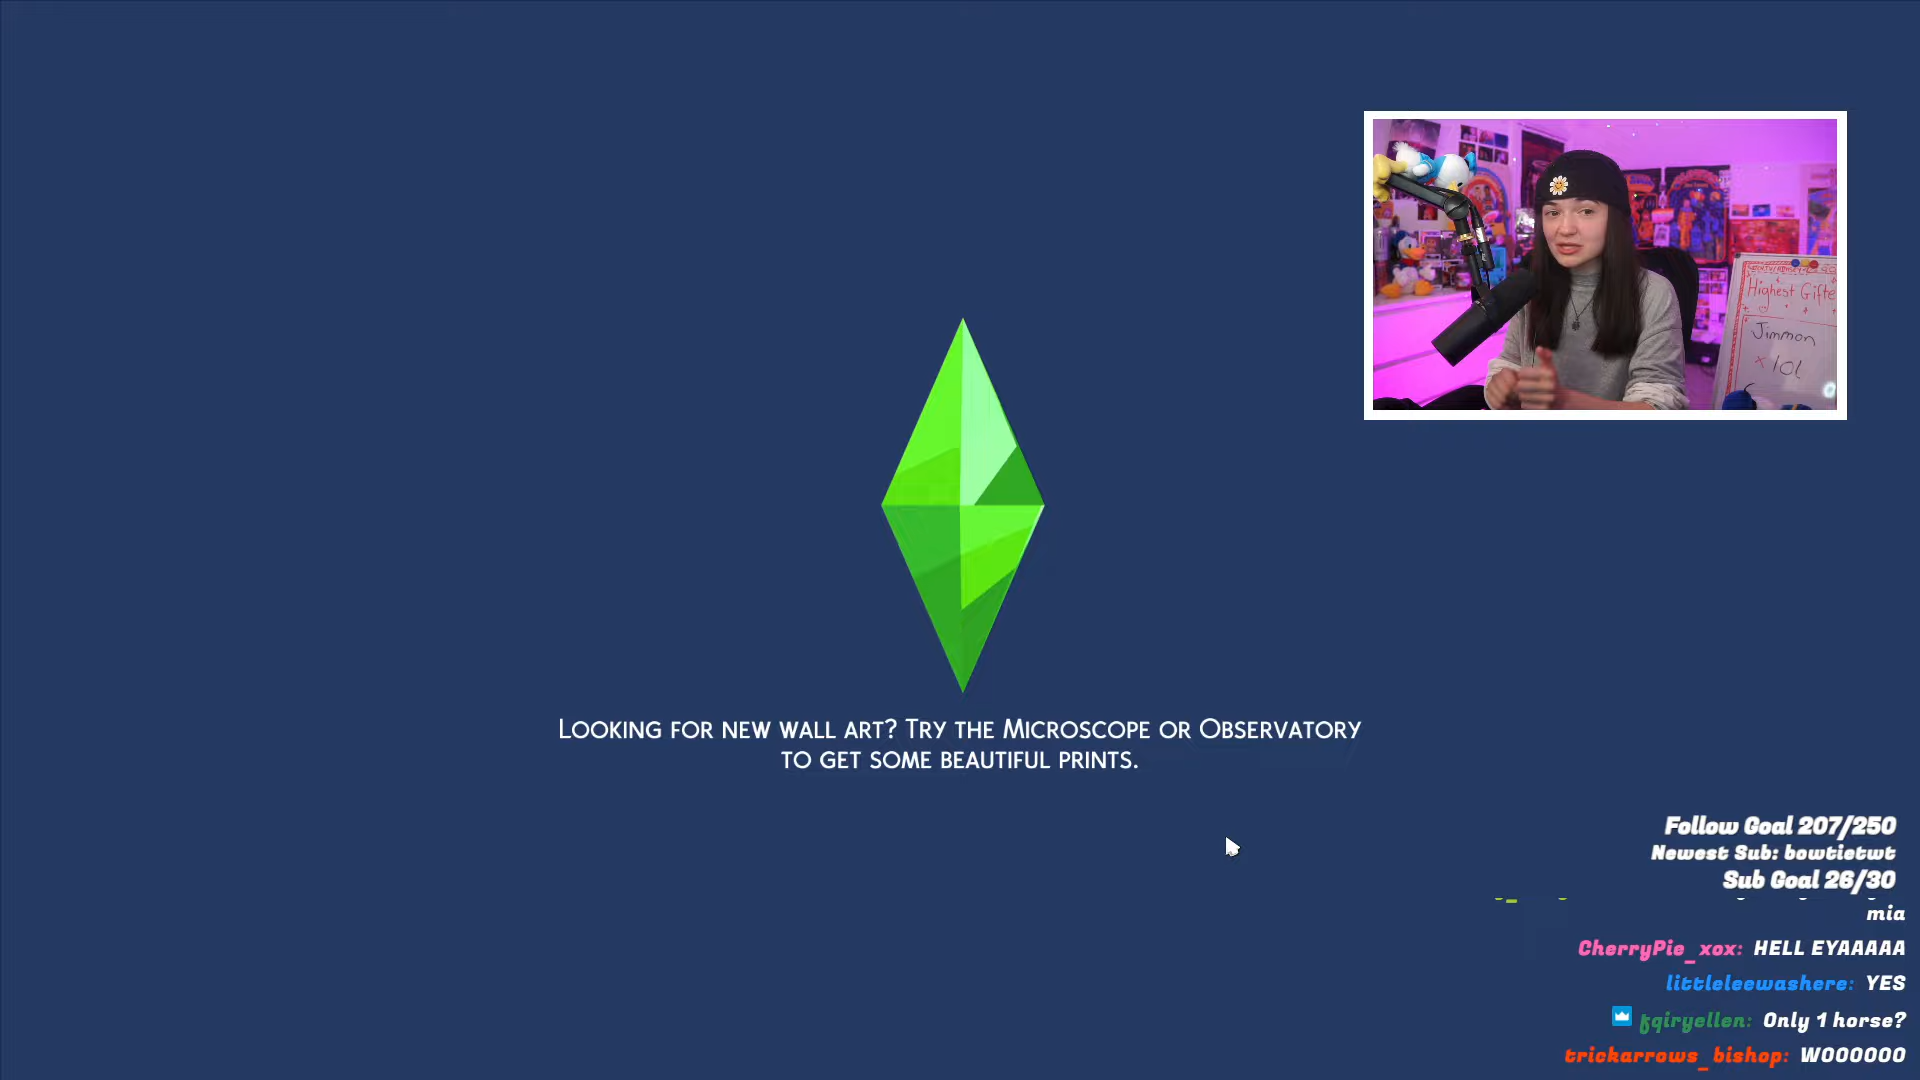 Highest Gifte
Jimmon
x 101
LOOKING FOR NEW WALL ART? TRY THE MICROSCOPE OR OBSERVATORY
TO GET SOME BEAUTIFUL PRINTS.
Follow Goal 207/250
Newest Sub: bowtietwt
Sub Goal 26/30
mia
CherryPie_xox: HELL EYAAAAA
littleleewashere: YES
fqiryellen: Only 1 horse?
trickarrows_bishop: WOOOOOO